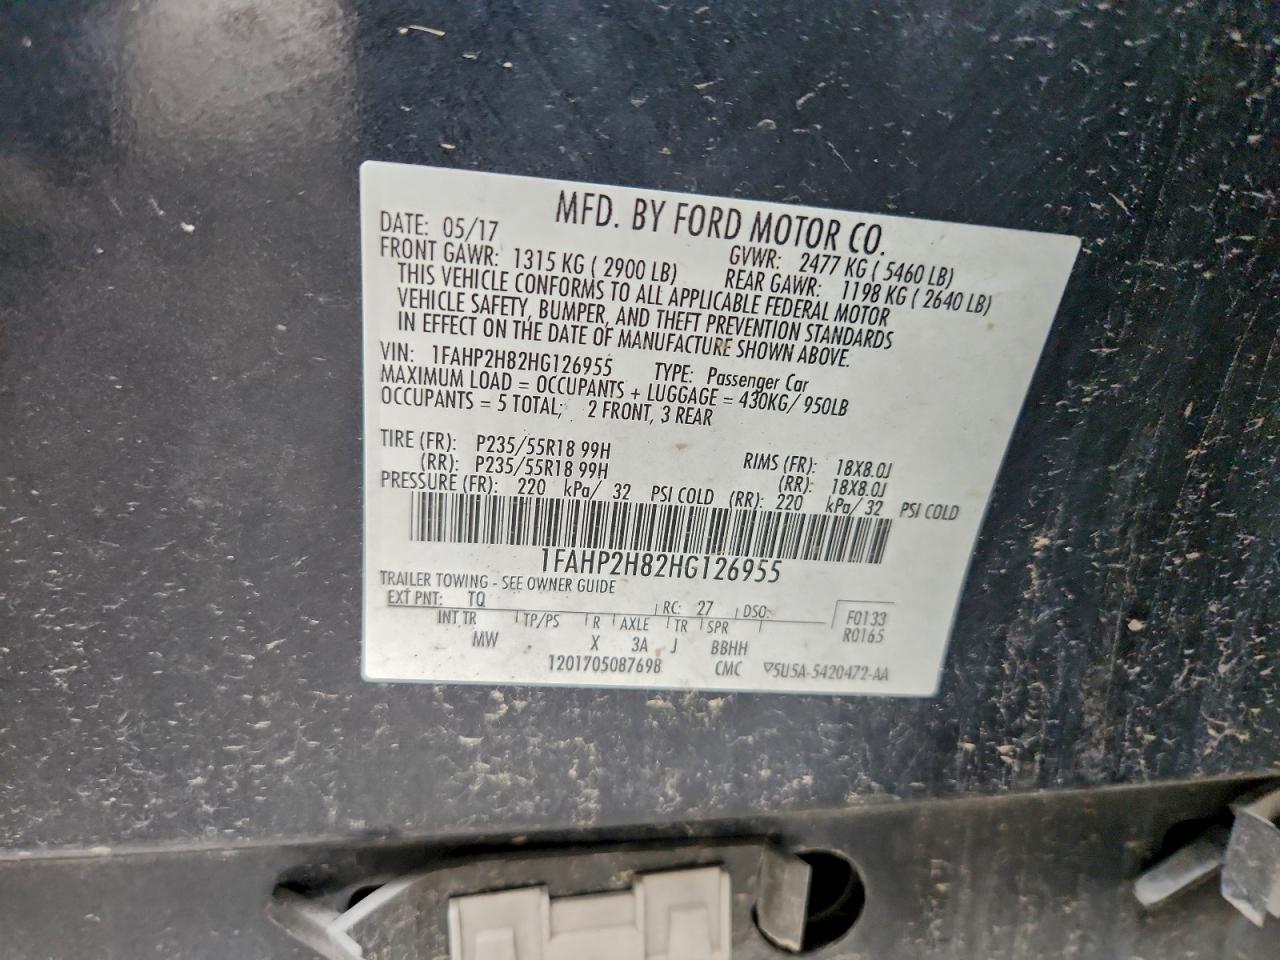 MFD. BY FORD MOTOR CO.
DATE: 05/17 GVWR: 2477 KG ( 5460 LB)
FRONT GAWR: 1315 KG ( 2900 LB) REAR GAWR: 1198 KG ( 2640 LB)
THIS VEHICLE CONFORMS TO ALL APPLICABLE FEDERAL MOTOR
VEHICLE SAFETY, BUMPER, AND THEFT PREVENTION STANDARDS
IN EFFECT ON THE DATE OF MANUFACTURE SHOWN ABOVE.
VIN: 1FAHP2H82HG126955 TYPE: Passenger Car
MAXIMUM LOAD = OCCUPANTS + LUGGAGE = 430KG/ 950LB
OCCUPANTS = 5 TOTAL; 2 FRONT, 3 REAR
TIRE (FR): P235/55R18 99H RIMS (FR): 18X8.0J
(RR): P235/55R18 99H (RR): 18X8.0J
PRESSURE (FR): 220 kPa/ 32 PSI COLD (RR): 220 kPa/ 32 PSI COLD
1FAHP2H82HG126955
TRAILER TOWING - SEE OWNER GUIDE
EXT PNT: TQ RC: 27 DSO: F0133
INT TR TP/PS R AXLE TR SPR R0165
MW X 3A J BBHH
1201705087698 CMC ▽5U5A-5420472-AA